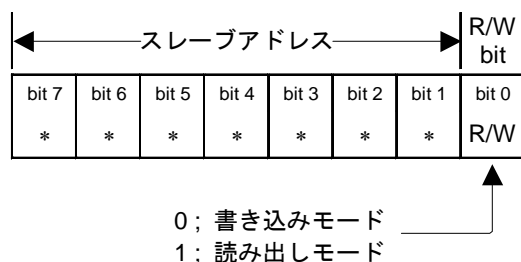 スレーブアドレス
R/W
bit
bit 7 bit 6 bit 5 bit 4 bit 3 bit 2 bit 1 bit 0
* * * * * * * R/W
0 ; 書き込みモード
1 ; 読み出しモード